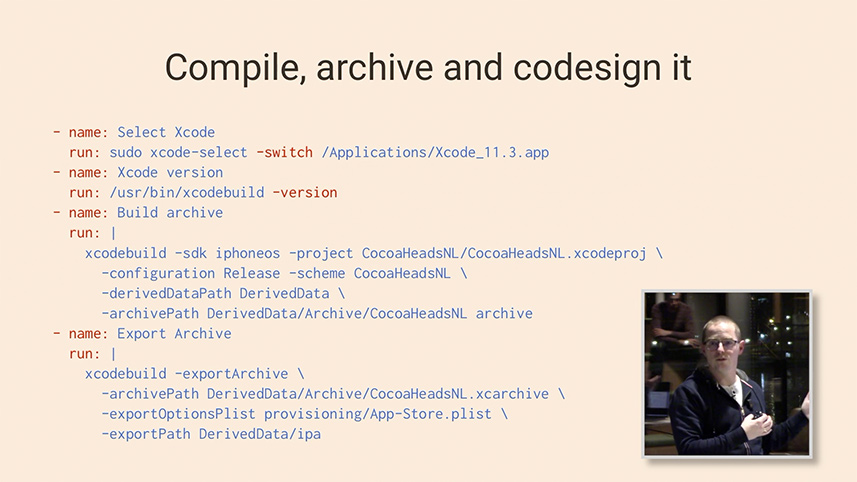 Compile, archive and codesign it
- name: Select Xcode
run: sudo xcode-select -switch /Applications/Xcode_11.3.app
- name: Xcode version
run: /usr/bin/xcodebuild -version
- name: Build archive
run: |
xcodebuild -sdk iphoneos -project CocoaHeadsNL/CocoaHeadsNL.xcodeproj \
-configuration Release -scheme CocoaHeadsNL \
-derivedDataPath DerivedData \
-archivePath DerivedData/Archive/CocoaHeadsNL archive
- name: Export Archive
run: |
xcodebuild -exportArchive \
-archivePath DerivedData/Archive/CocoaHeadsNL.xcarchive \
-exportOptionsPlist provisioning/App-Store.plist \
-exportPath DerivedData/ipa